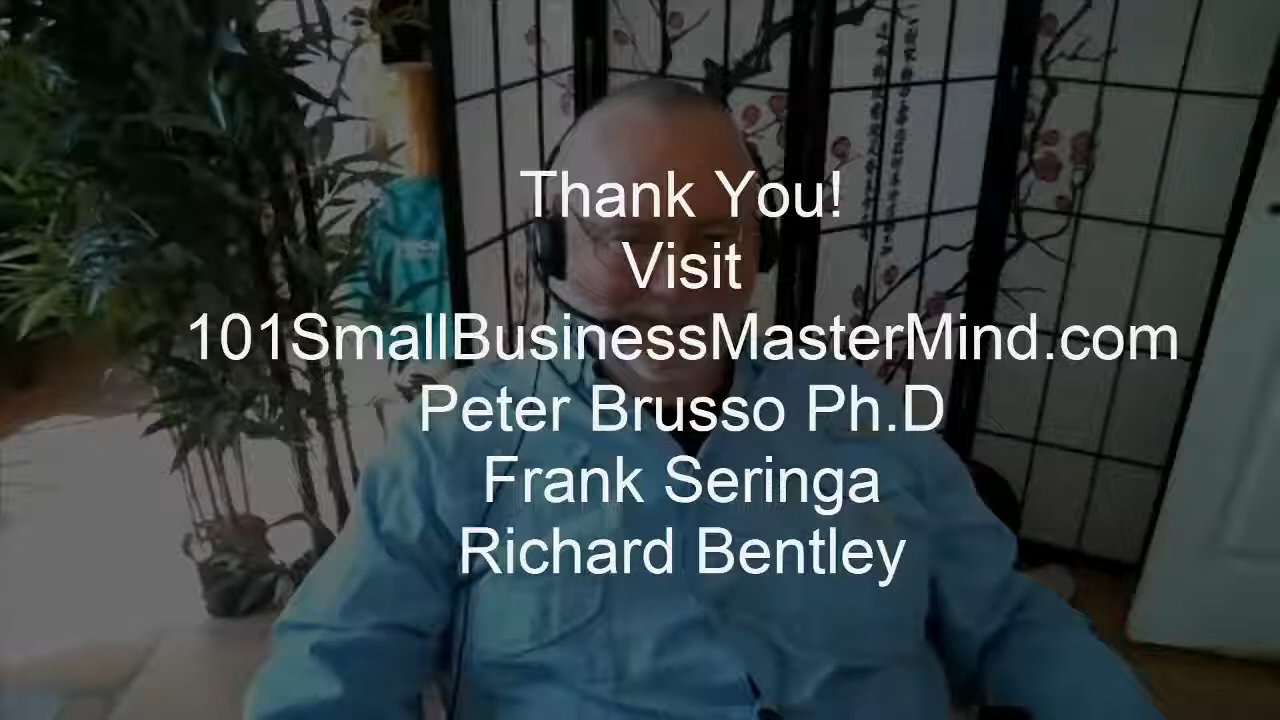 Thank You!
Visit
101SmallBusinessMasterMind.com
Peter Brusso Ph.D
Frank Seringa
Richard Bentley